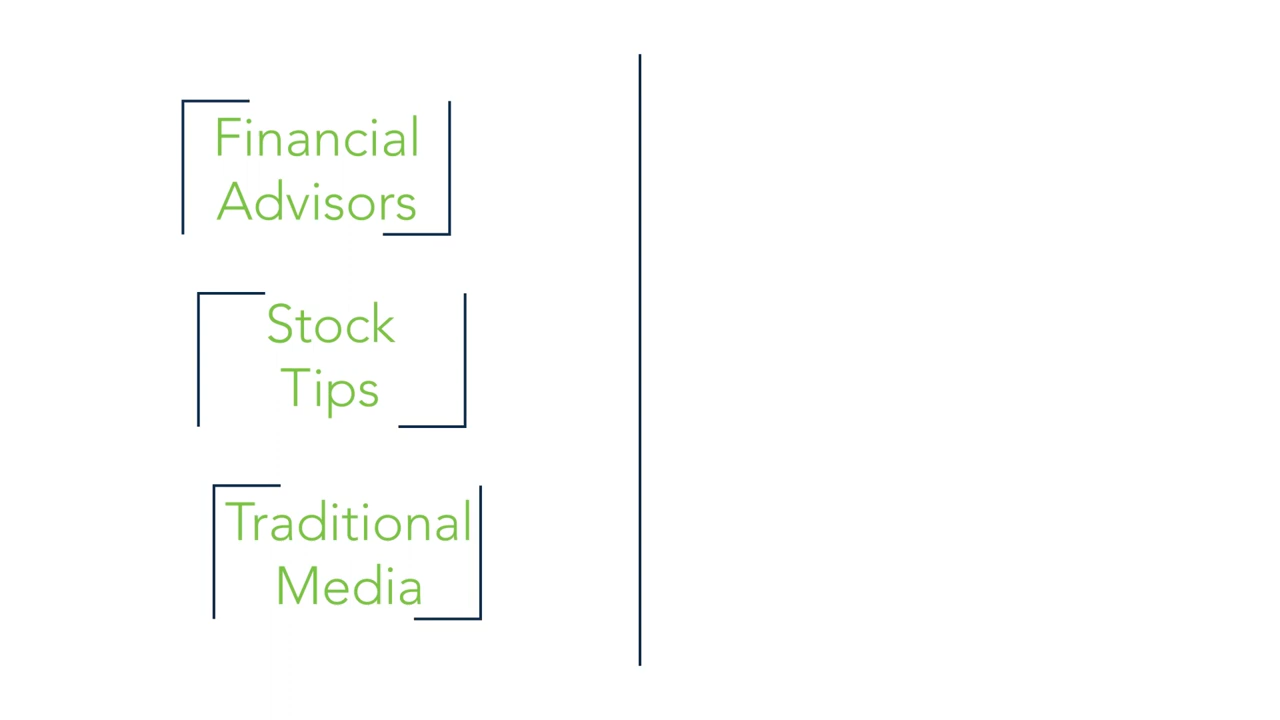 Financial
Advisors
Stock
Tips
Traditional
Media